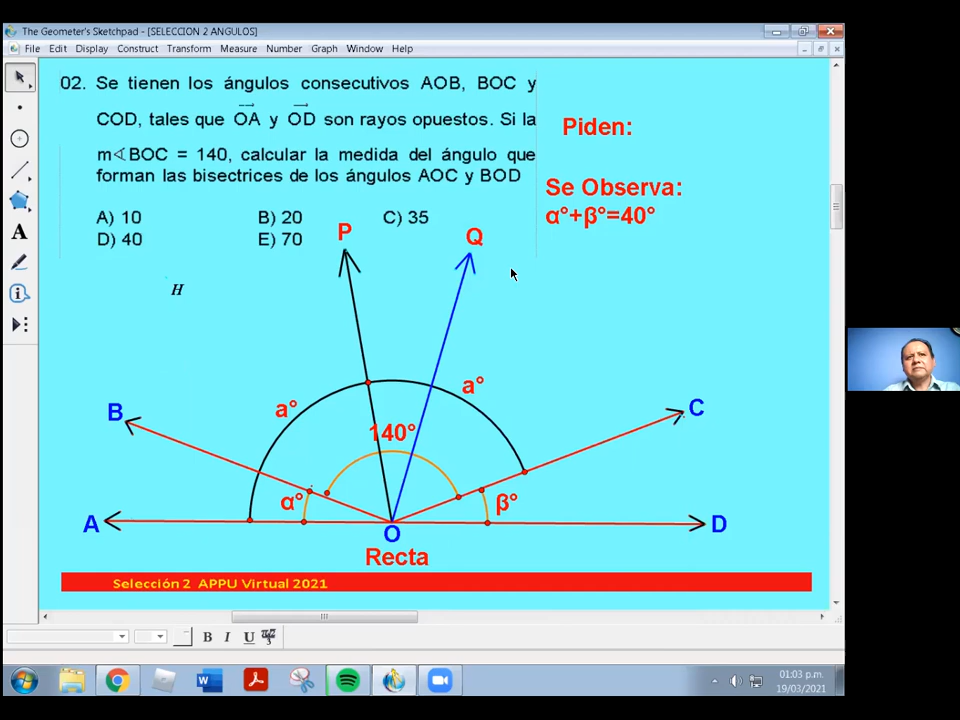 The Geometer's Sketchpad - [SELECCION 2 ANGULOS]
File Edit Display Construct Transform Measure Number Graph Window Help
02. Se tienen los ángulos consecutivos AOB, BOC y
COD, tales que OA y OD son rayos opuestos. Si la
m∢BOC = 140, calcular la medida del ángulo que
forman las bisectrices de los ángulos AOC y BOD
A) 10 B) 20 C) 35
D) 40 E) 70
Piden:
Se Observa:
α°+β°=40°
P
Q
H
a°
a°
B
C
140°
α°
β°
A
D
O
Recta
Selección 2 APPU Virtual 2021
A
B I U
01:03 p.m.
19/03/2021